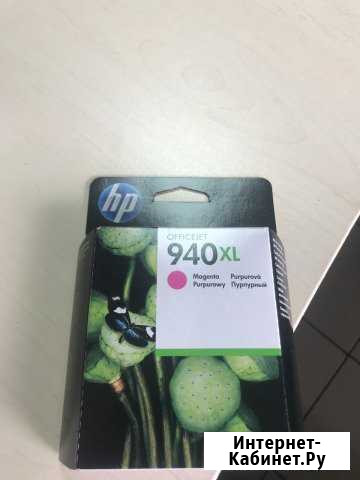 hp
OFFICEJET
940XL
Magenta Purpurová
Purpurowy Пурпурный
Интернет-
Кабинет.Ру